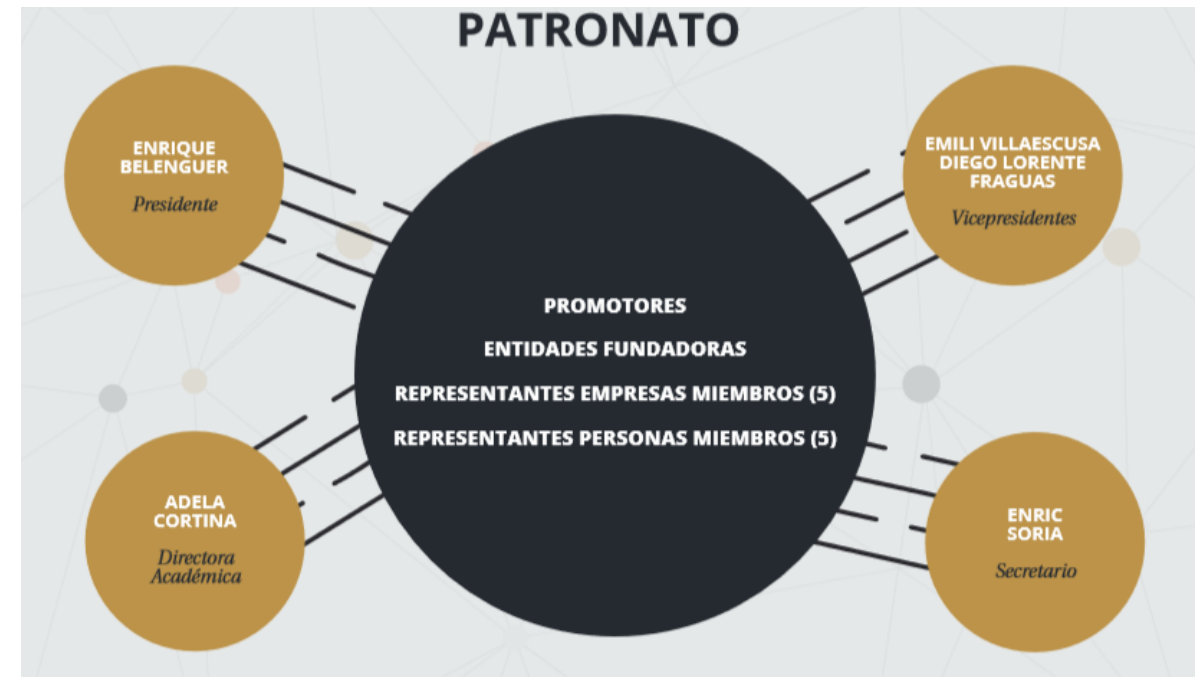 PATRONATO
ENRIQUE
BELENGUER
Presidente
EMILI VILLAESCUSA
DIEGO LORENTE
FRAGUAS
Vicepresidentes
PROMOTORES
ENTIDADES FUNDADORAS
REPRESENTANTES EMPRESAS MIEMBROS (5)
REPRESENTANTES PERSONAS MIEMBROS (5)
ADELA
CORTINA
Directora
Académica
ENRIC
SORIA
Secretario